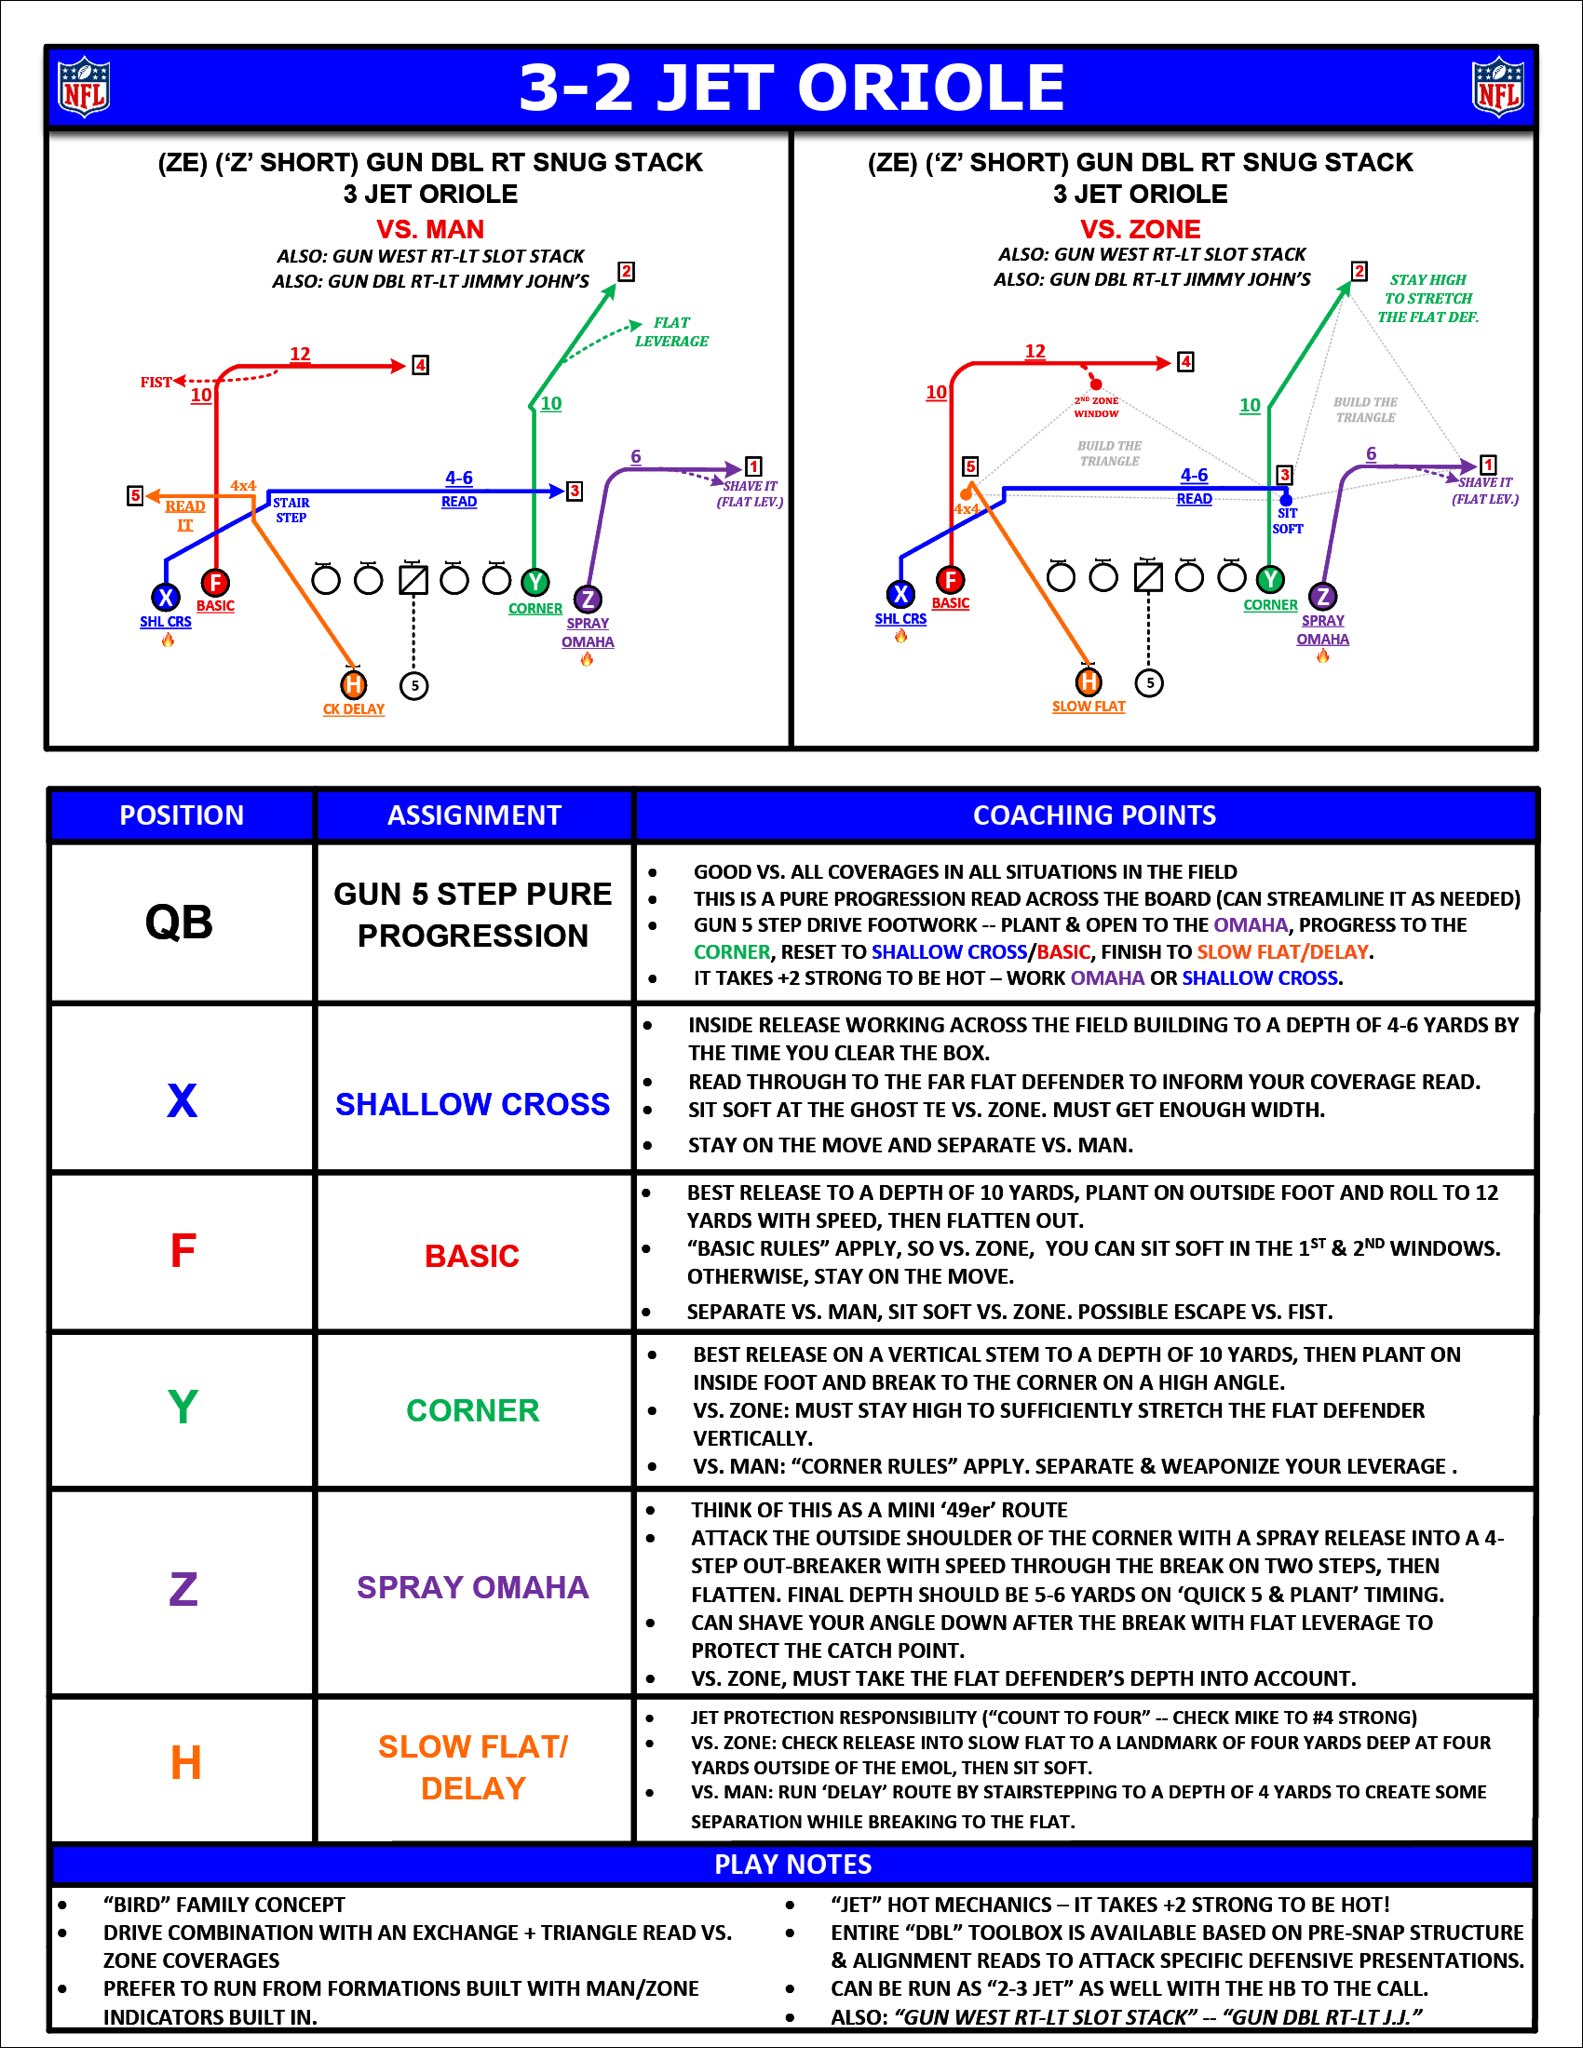 NFL
3-2 JET ORIOLE
NFL
(ZE) (‘Z’ SHORT) GUN DBL RT SNUG STACK
3 JET ORIOLE
VS. MAN
ALSO: GUN WEST RT-LT SLOT STACK
ALSO: GUN DBL RT-LT JIMMY JOHN’S
2
FLAT
LEVERAGE
12
4
FIST
10
10
6
1
4x4
4-6
5
3
SHAVE IT
(FLAT LEV.)
READ
IT
STAIR
STEP
READ
X
F
Y
Z
SHL CRS
BASIC
CORNER
SPRAY
OMAHA
H
5
CK DELAY
(ZE) (‘Z’ SHORT) GUN DBL RT SNUG STACK
3 JET ORIOLE
VS. ZONE
ALSO: GUN WEST RT-LT SLOT STACK
ALSO: GUN DBL RT-LT JIMMY JOHN’S
2
STAY HIGH
TO STRETCH
THE FLAT DEF.
12
4
10
2ND ZONE
WINDOW
10
BUILD THE
TRIANGLE
BUILD THE
TRIANGLE
5
6
1
4-6
3
READ
SHAVE IT
(FLAT LEV.)
4x4
SIT
SOFT
X
F
Y
Z
SHL CRS
BASIC
CORNER
SPRAY
OMAHA
H
5
SLOW FLAT
POSITION
ASSIGNMENT
COACHING POINTS
QB
GUN 5 STEP PURE
PROGRESSION
• GOOD VS. ALL COVERAGES IN ALL SITUATIONS IN THE FIELD
• THIS IS A PURE PROGRESSION READ ACROSS THE BOARD (CAN STREAMLINE IT AS NEEDED)
• GUN 5 STEP DRIVE FOOTWORK -- PLANT & OPEN TO THE OMAHA, PROGRESS TO THE
CORNER, RESET TO SHALLOW CROSS/BASIC, FINISH TO SLOW FLAT/DELAY.
• IT TAKES +2 STRONG TO BE HOT – WORK OMAHA OR SHALLOW CROSS.
X
SHALLOW CROSS
• INSIDE RELEASE WORKING ACROSS THE FIELD BUILDING TO A DEPTH OF 4-6 YARDS BY
THE TIME YOU CLEAR THE BOX.
• READ THROUGH TO THE FAR FLAT DEFENDER TO INFORM YOUR COVERAGE READ.
• SIT SOFT AT THE GHOST TE VS. ZONE. MUST GET ENOUGH WIDTH.
• STAY ON THE MOVE AND SEPARATE VS. MAN.
F
BASIC
• BEST RELEASE TO A DEPTH OF 10 YARDS, PLANT ON OUTSIDE FOOT AND ROLL TO 12
YARDS WITH SPEED, THEN FLATTEN OUT.
• “BASIC RULES” APPLY, SO VS. ZONE, YOU CAN SIT SOFT IN THE 1ST & 2ND WINDOWS.
OTHERWISE, STAY ON THE MOVE.
• SEPARATE VS. MAN, SIT SOFT VS. ZONE. POSSIBLE ESCAPE VS. FIST.
Y
CORNER
• BEST RELEASE ON A VERTICAL STEM TO A DEPTH OF 10 YARDS, THEN PLANT ON
INSIDE FOOT AND BREAK TO THE CORNER ON A HIGH ANGLE.
• VS. ZONE: MUST STAY HIGH TO SUFFICIENTLY STRETCH THE FLAT DEFENDER
VERTICALLY.
• VS. MAN: “CORNER RULES” APPLY. SEPARATE & WEAPONIZE YOUR LEVERAGE .
Z
SPRAY OMAHA
• THINK OF THIS AS A MINI ‘49er’ ROUTE
• ATTACK THE OUTSIDE SHOULDER OF THE CORNER WITH A SPRAY RELEASE INTO A 4-
STEP OUT-BREAKER WITH SPEED THROUGH THE BREAK ON TWO STEPS, THEN
FLATTEN. FINAL DEPTH SHOULD BE 5-6 YARDS ON ‘QUICK 5 & PLANT’ TIMING.
• CAN SHAVE YOUR ANGLE DOWN AFTER THE BREAK WITH FLAT LEVERAGE TO
PROTECT THE CATCH POINT.
• VS. ZONE, MUST TAKE THE FLAT DEFENDER’S DEPTH INTO ACCOUNT.
H
SLOW FLAT/
DELAY
• JET PROTECTION RESPONSIBILITY (“COUNT TO FOUR” -- CHECK MIKE TO #4 STRONG)
• VS. ZONE: CHECK RELEASE INTO SLOW FLAT TO A LANDMARK OF FOUR YARDS DEEP AT FOUR
YARDS OUTSIDE OF THE EMOL, THEN SIT SOFT.
• VS. MAN: RUN ‘DELAY’ ROUTE BY STAIRSTEPPING TO A DEPTH OF 4 YARDS TO CREATE SOME
SEPARATION WHILE BREAKING TO THE FLAT.
PLAY NOTES
• “BIRD” FAMILY CONCEPT
• DRIVE COMBINATION WITH AN EXCHANGE + TRIANGLE READ VS.
ZONE COVERAGES
• PREFER TO RUN FROM FORMATIONS BUILT WITH MAN/ZONE
INDICATORS BUILT IN.
• “JET” HOT MECHANICS – IT TAKES +2 STRONG TO BE HOT!
• ENTIRE “DBL” TOOLBOX IS AVAILABLE BASED ON PRE-SNAP STRUCTURE
& ALIGNMENT READS TO ATTACK SPECIFIC DEFENSIVE PRESENTATIONS.
• CAN BE RUN AS “2-3 JET” AS WELL WITH THE HB TO THE CALL.
• ALSO: “GUN WEST RT-LT SLOT STACK” -- “GUN DBL RT-LT J.J.”